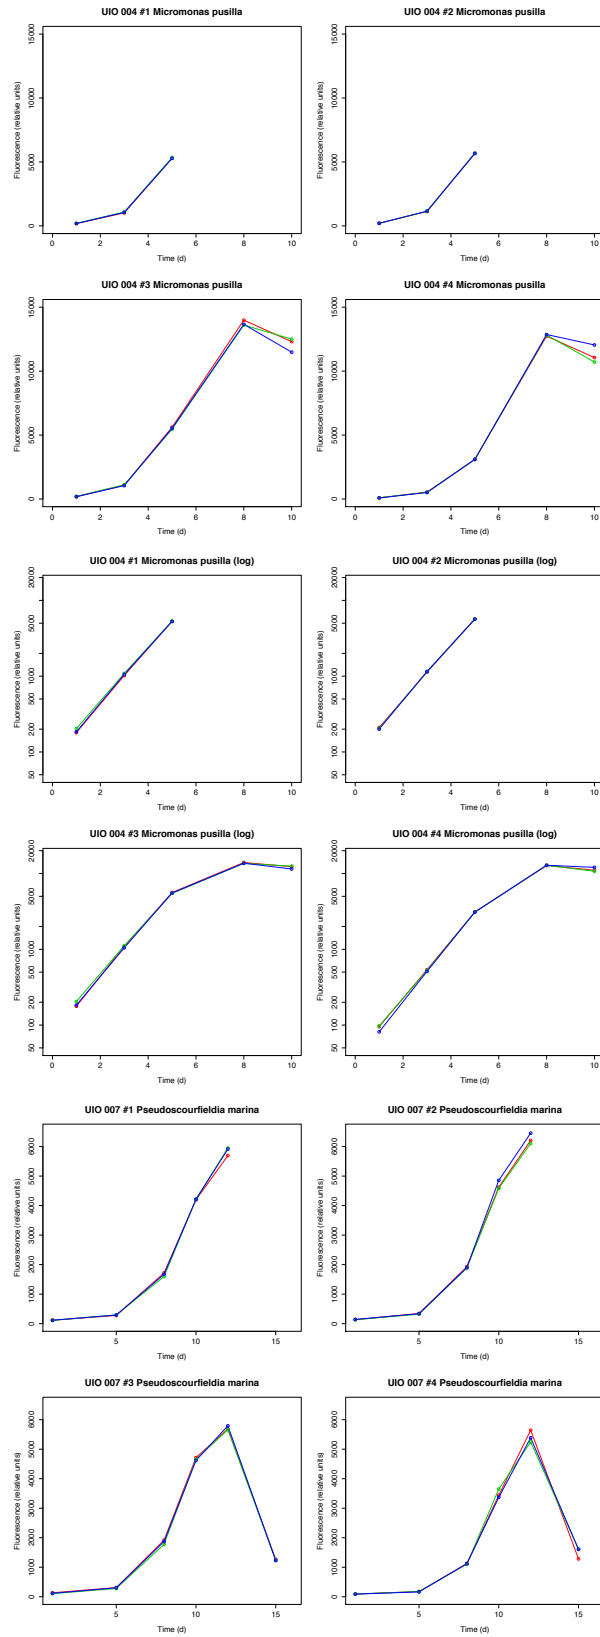 UIO 004 #1 Micromonas pusilla
Fluorescence (relative units)
0 5000 10000 15000
0 2 4 6 8 10
Time (d)
UIO 004 #2 Micromonas pusilla
Fluorescence (relative units)
0 5000 10000 15000
0 2 4 6 8 10
Time (d)
UIO 004 #3 Micromonas pusilla
Fluorescence (relative units)
0 5000 10000 15000
0 2 4 6 8 10
Time (d)
UIO 004 #4 Micromonas pusilla
Fluorescence (relative units)
0 5000 10000 15000
0 2 4 6 8 10
Time (d)
UIO 004 #1 Micromonas pusilla (log)
Fluorescence (relative units)
50 100 200 500 1000 5000 20000
0 2 4 6 8 10
Time (d)
UIO 004 #2 Micromonas pusilla (log)
Fluorescence (relative units)
50 100 200 500 1000 5000 20000
0 2 4 6 8 10
Time (d)
UIO 004 #3 Micromonas pusilla (log)
Fluorescence (relative units)
50 100 200 500 1000 5000 20000
0 2 4 6 8 10
Time (d)
UIO 004 #4 Micromonas pusilla (log)
Fluorescence (relative units)
50 100 200 500 1000 5000 20000
0 2 4 6 8 10
Time (d)
UIO 007 #1 Pseudoscourfieldia marina
Fluorescence (relative units)
0 1000 2000 3000 4000 5000 6000
5 10 15
Time (d)
UIO 007 #2 Pseudoscourfieldia marina
Fluorescence (relative units)
0 1000 2000 3000 4000 5000 6000
5 10 15
Time (d)
UIO 007 #3 Pseudoscourfieldia marina
Fluorescence (relative units)
0 1000 2000 3000 4000 5000 6000
5 10 15
Time (d)
UIO 007 #4 Pseudoscourfieldia marina
Fluorescence (relative units)
0 1000 2000 3000 4000 5000 6000
5 10 15
Time (d)